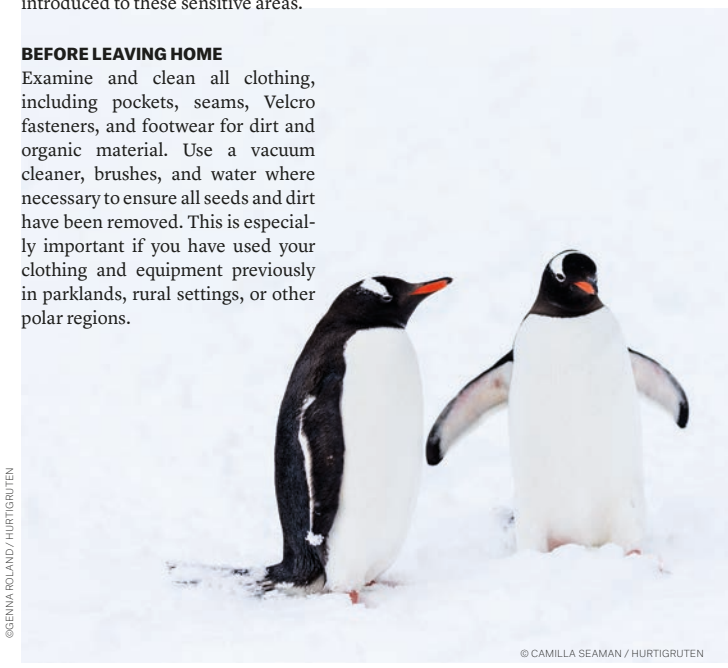 introduced to these sensitive areas.
BEFORE LEAVING HOME
Examine and clean all clothing,
including pockets, seams, Velcro
fasteners, and footwear for dirt and
organic material. Use a vacuum
cleaner, brushes, and water where
necessary to ensure all seeds and dirt
have been removed. This is especial-
ly important if you have used your
clothing and equipment previously
in parklands, rural settings, or other
polar regions.
©GENNA ROLAND / HURTIGRUTEN
© CAMILLA SEAMAN / HURTIGRUTEN